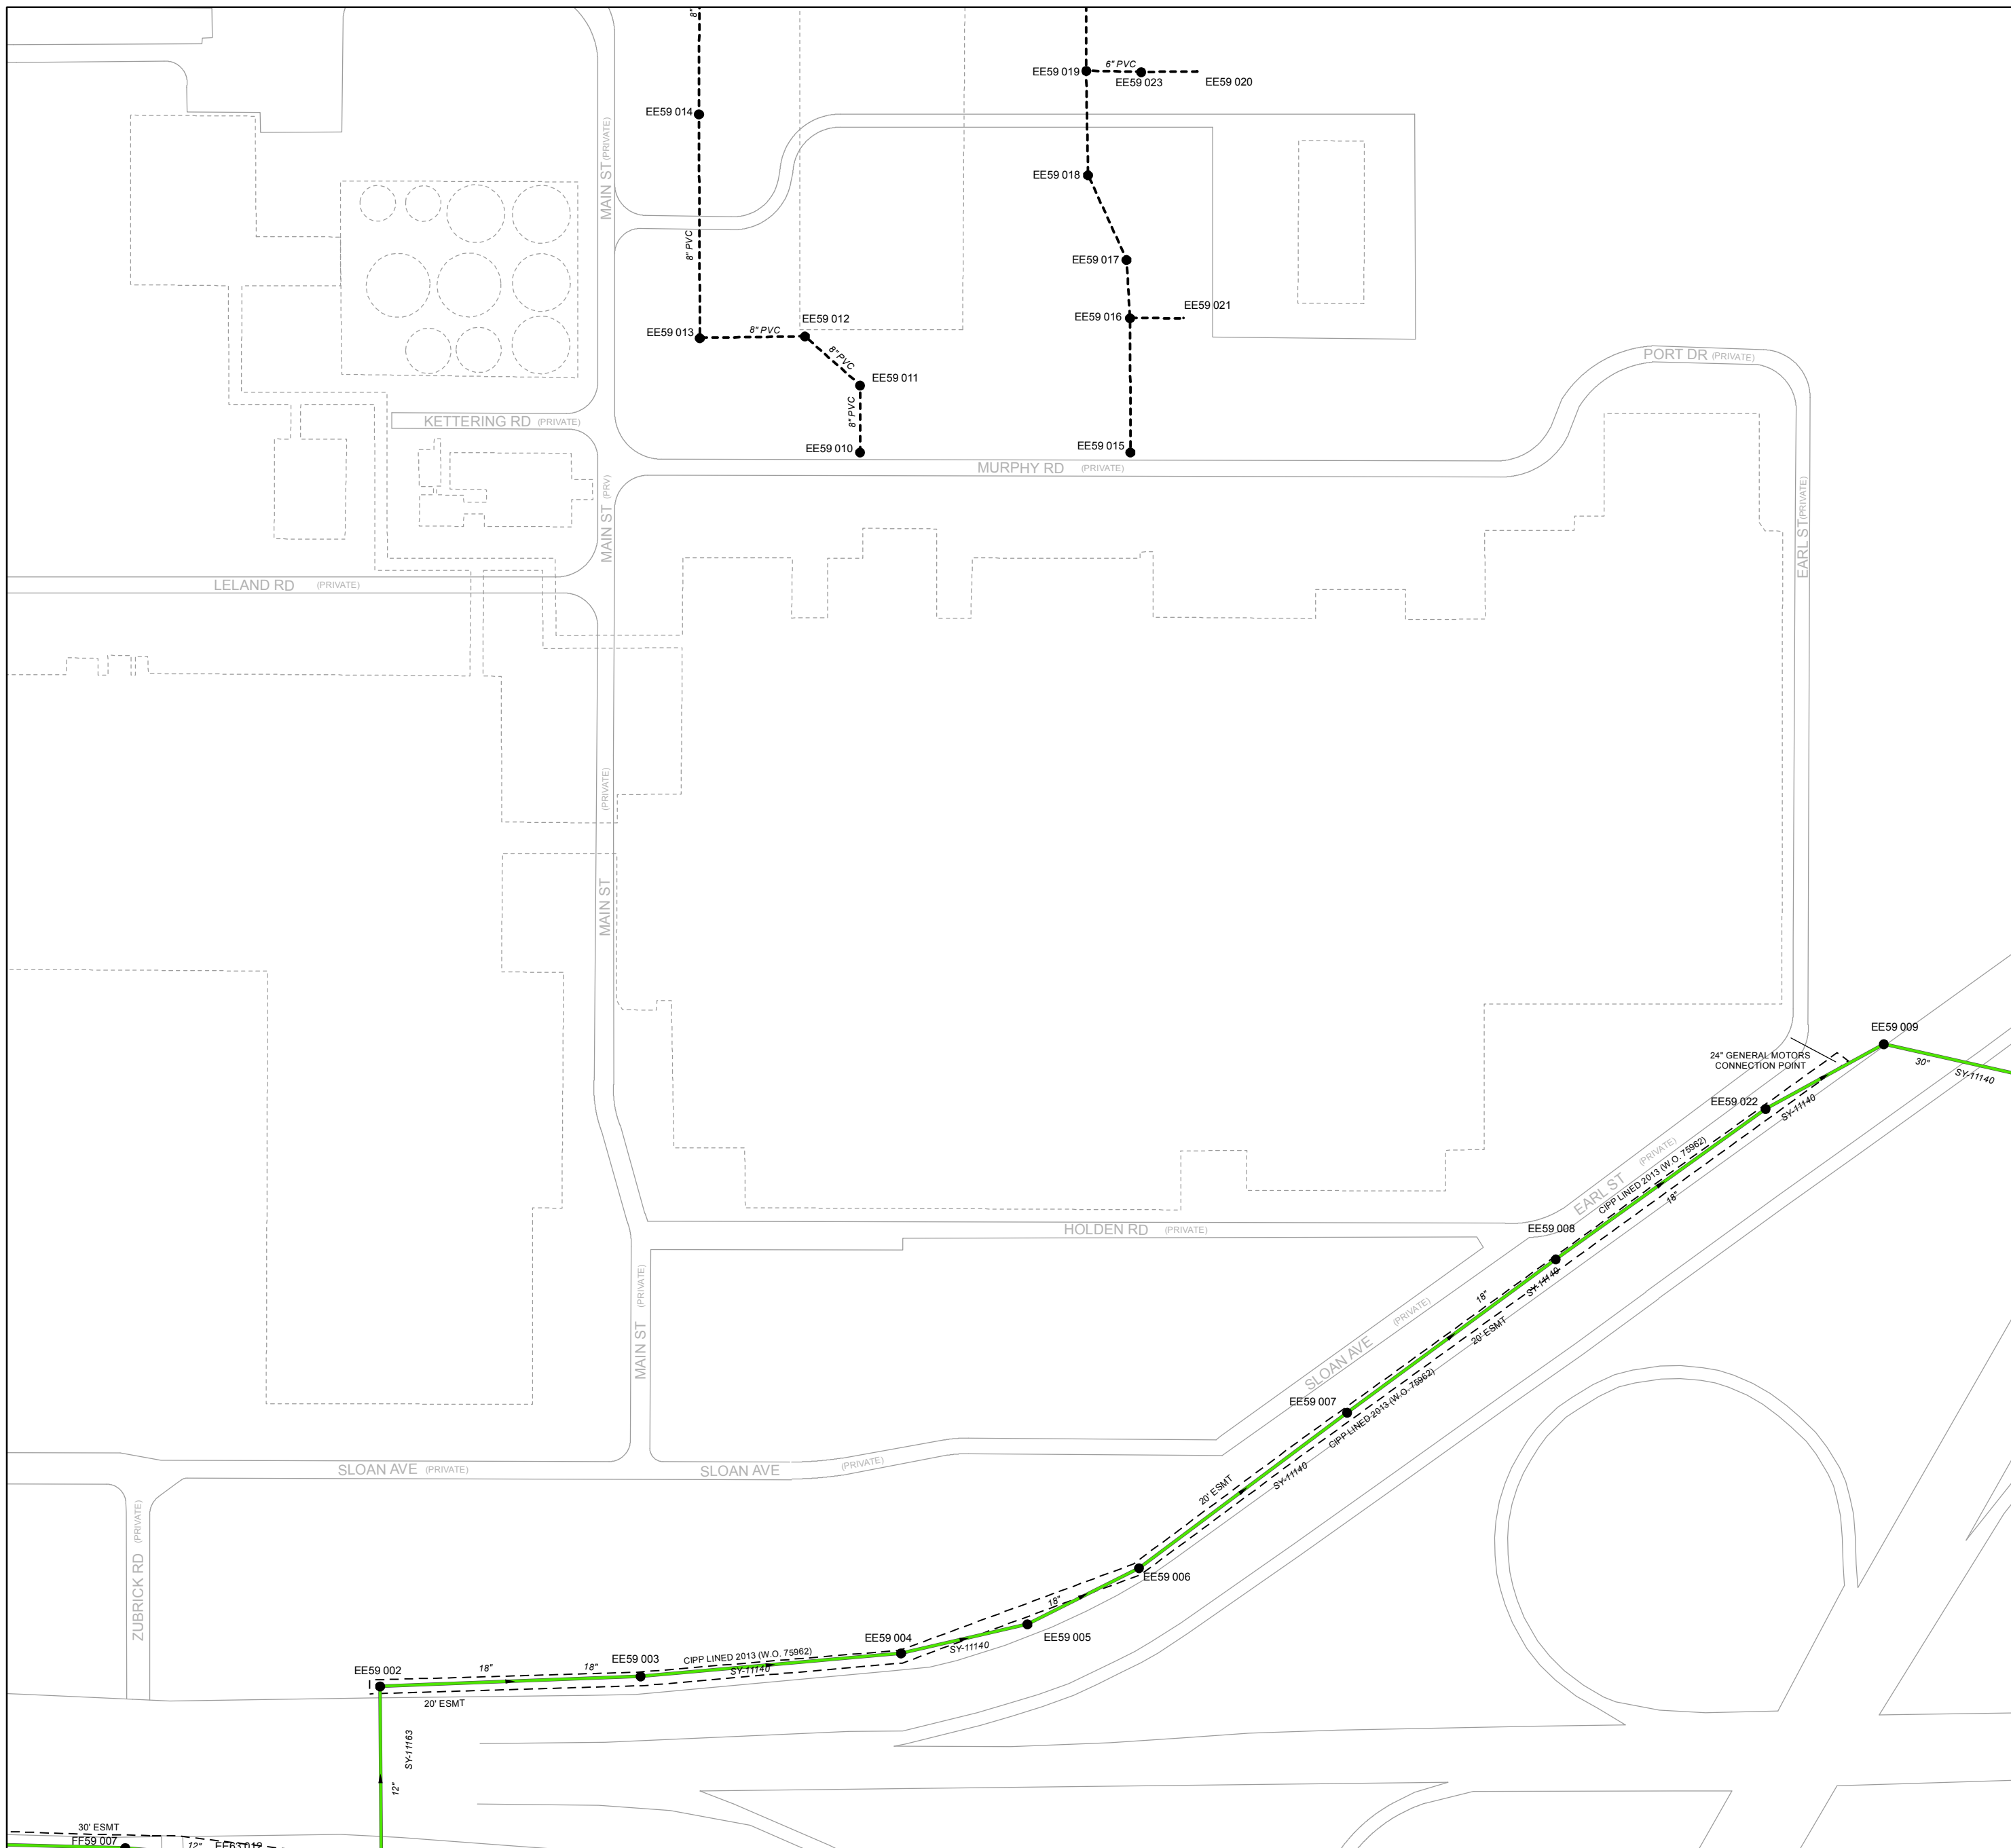 8"
EE59 019
6" PVC
EE59 023
EE59 020
EE59 014
MAIN ST (PRIVATE)
EE59 018
8" PVC
EE59 017
EE59 021
EE59 016
EE59 012
EE59 013
8" PVC
8" PVC
EE59 011
8" PVC
EE59 010
EE59 015
PORT DR (PRIVATE)
KETTERING RD (PRIVATE)
MURPHY RD (PRIVATE)
MAIN ST (PRV)
EARL ST (PRIVATE)
LELAND RD (PRIVATE)
MAIN ST (PRIVATE)
EE59 009
24" GENERAL MOTORS
CONNECTION POINT
30"
SY-11140
EE59 022
SY-11140
CIPP LINED 2013 (W.O. 75962)
18"
EARL ST (PRIVATE)
HOLDEN RD (PRIVATE)
EE59 008
SY-11140
18"
20' ESMT
MAIN ST (PRIVATE)
SLOAN AVE (PRIVATE)
EE59 007
CIPP LINED 2013 (W.O. 75962)
SY-11140
20' ESMT
SLOAN AVE (PRIVATE)
SLOAN AVE (PRIVATE)
ZUBRICK RD (PRIVATE)
EE59 006
18"
EE59 005
EE59 004
SY-11140
EE59 003
CIPP LINED 2013 (W.O. 75962)
SY-11140
EE59 002
18"
18"
20' ESMT
SY-11163
12"
30' ESMT
FF59 007
12"
EE63 012